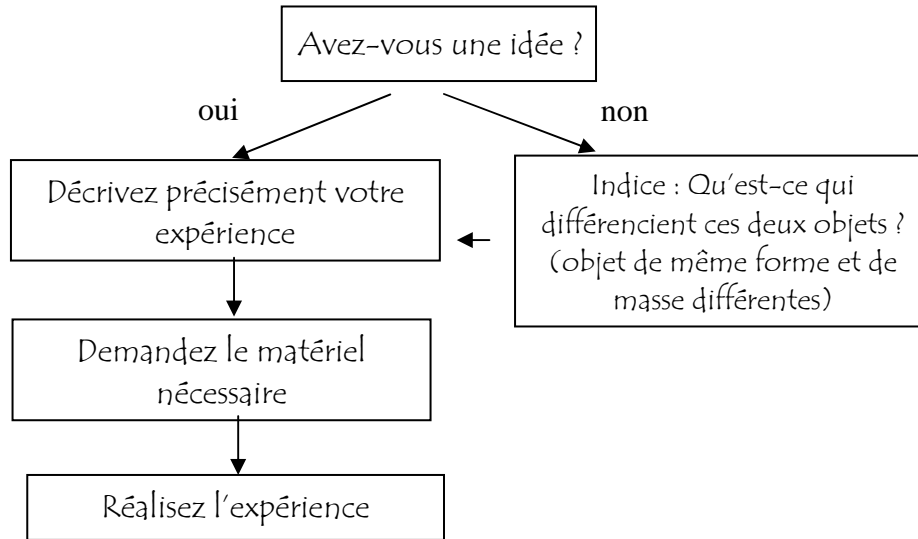 Avez-vous une idée ?
oui
non
Décrivez précisément votre
expérience
Indice : Qu'est-ce qui
différencient ces deux objets ?
(objet de même forme et de
masse différentes)
Demandez le matériel
nécessaire
Réalisez l'expérience